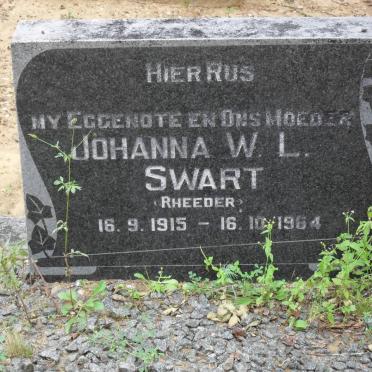 HIER RUS
MY EGGENOTE EN ONS MOEDER
JOHANNA W. L.
SWART
(RHEEDER)
16. 9. 1915 - 16. 10. 1964